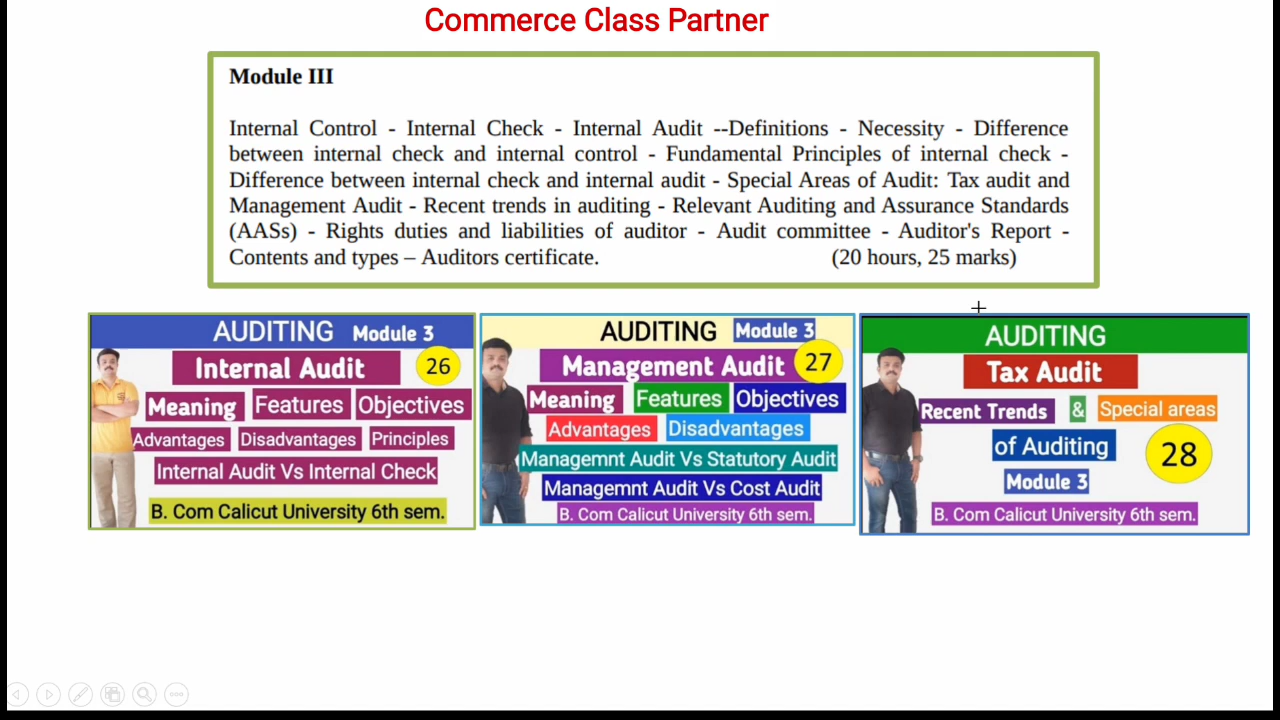 Commerce Class Partner
Module III
Internal Control - Internal Check - Internal Audit --Definitions - Necessity - Difference
between internal check and internal control - Fundamental Principles of internal check -
Difference between internal check and internal audit - Special Areas of Audit: Tax audit and
Management Audit - Recent trends in auditing - Relevant Auditing and Assurance Standards
(AASs) - Rights duties and liabilities of auditor - Audit committee - Auditor's Report -
Contents and types – Auditors certificate. (20 hours, 25 marks)
AUDITING Module 3
Internal Audit 26
Meaning Features Objectives
Advantages Disadvantages Principles
Internal Audit Vs Internal Check
B. Com Calicut University 6th sem.
AUDITING Module 3
Management Audit 27
Meaning Features Objectives
Advantages Disadvantages
Managemnt Audit Vs Statutory Audit
Managemnt Audit Vs Cost Audit
B. Com Calicut University 6th sem.
AUDITING
Tax Audit
Recent Trends & Special areas
of Auditing 28
Module 3
B. Com Calicut University 6th sem.